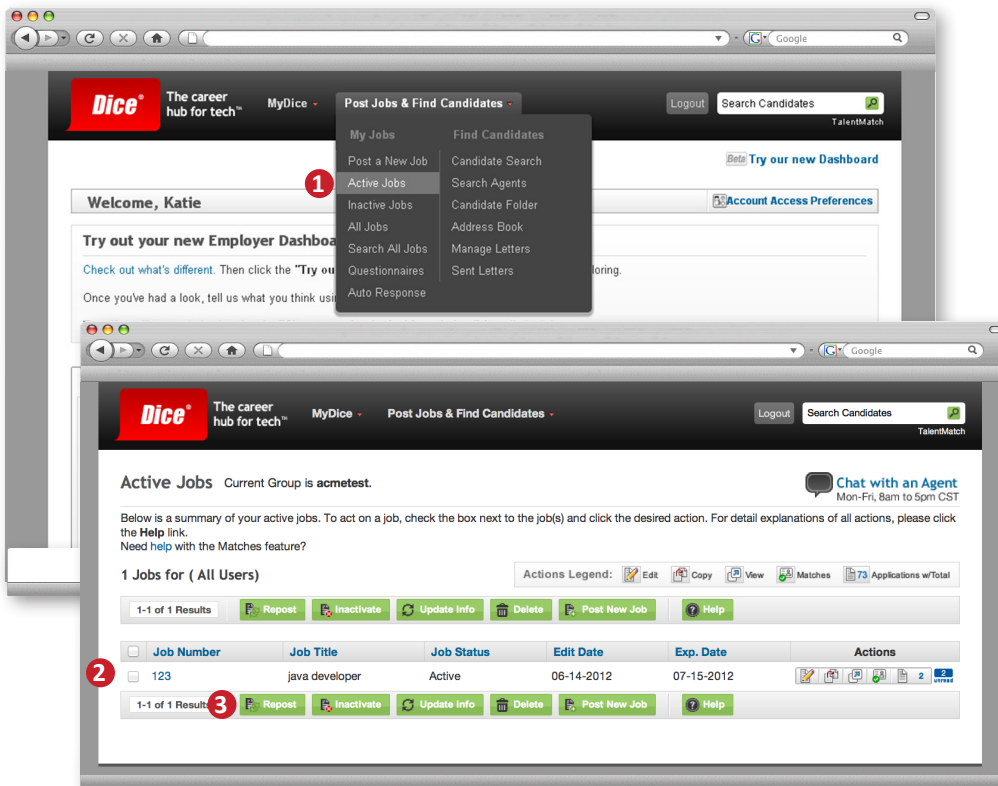 Google
Dice®
The career
hub for tech™
MyDice
Post Jobs & Find Candidates
Logout
Search Candidates
TalentMatch
My Jobs
Find Candidates
Post a New Job
Candidate Search
1
Active Jobs
Search Agents
Inactive Jobs
Candidate Folder
All Jobs
Address Book
Search All Jobs
Manage Letters
Questionnaires
Sent Letters
Auto Response
Beta Try our new Dashboard
Welcome, Katie
Account Access Preferences
Try out your new Employer Dashboa
Check out what's different. Then click the "Try ou
loring.
Once you've had a look, tell us what you think usi
Google
Dice®
The career
hub for tech™
MyDice
Post Jobs & Find Candidates
Logout
Search Candidates
TalentMatch
Active Jobs Current Group is acmetest.
Chat with an Agent
Mon-Fri, 8am to 5pm CST
Below is a summary of your active jobs. To act on a job, check the box next to the job(s) and click the desired action. For detail explanations of all actions, please click
the Help link.
Need help with the Matches feature?
1 Jobs for ( All Users)
Actions Legend: Edit Copy View Matches 73 Applications w/Total
1-1 of 1 Results Repost Inactivate Update Info Delete Post New Job Help
Job Number Job Title Job Status Edit Date Exp. Date Actions
2 123 java developer Active 06-14-2012 07-15-2012 2 2 unread
1-1 of 1 Results 3 Repost Inactivate Update Info Delete Post New Job Help